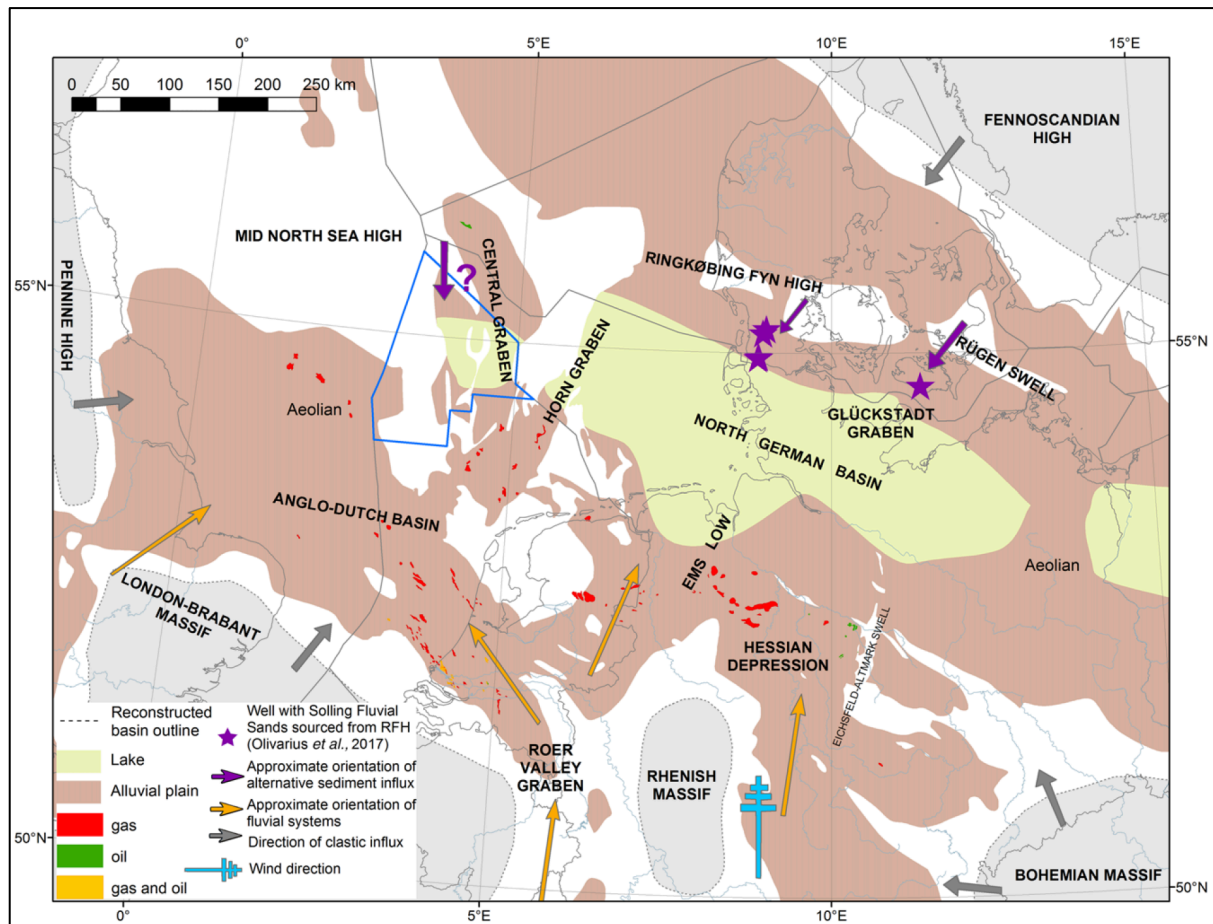 0°
5°E
10°E
15°E
0 50 100 150 200 250 km
FENNOSCANDIAN
HIGH
MID NORTH SEA HIGH
PENNINE HIGH
?
CENTRAL GRABEN
RINGKØBING FYN HIGH
55°N
55°N
HORN GRABEN
RÜGEN SWELL
Aeolian
GLÜCKSTADT
GRABEN
NORTH GERMAN BASIN
ANGLO-DUTCH BASIN
EMS LOW
Aeolian
LONDON-BRABANT
MASSIF
HESSIAN
DEPRESSION
EICHSFELD-ALTMARK SWELL
ROER
VALLEY
GRABEN
RHENISH
MASSIF
BOHEMIAN MASSIF
Reconstructed
basin outline
Lake
Alluvial plain
gas
oil
gas and oil
Well with Solling Fluvial
Sands sourced from RFH
(Olivarius et al., 2017)
Approximate orientation of
alternative sediment influx
Approximate orientation of
fluvial systems
Direction of clastic influx
Wind direction
50°N
50°N
0°
5°E
10°E